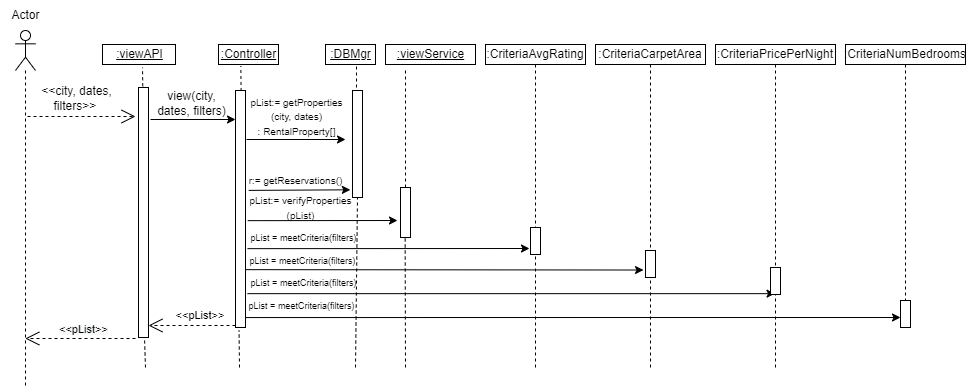 Actor
:viewAPI
:Controller
:DBMgr
:viewService
:CriteriaAvgRating
:CriteriaCarpetArea
:CriteriaPricePerNight
CriteriaNumBedrooms
<<city, dates,
filters>>
view(city,
dates, filters)
pList:= getProperties
(city, dates)
: RentalProperty[]
r:= getReservations()
pList:= verifyProperties
(pList)
pList = meetCriteria(filters)
pList = meetCriteria(filters)
pList = meetCriteria(filters)
pList = meetCriteria(filters)
<<pList>>
<<pList>>